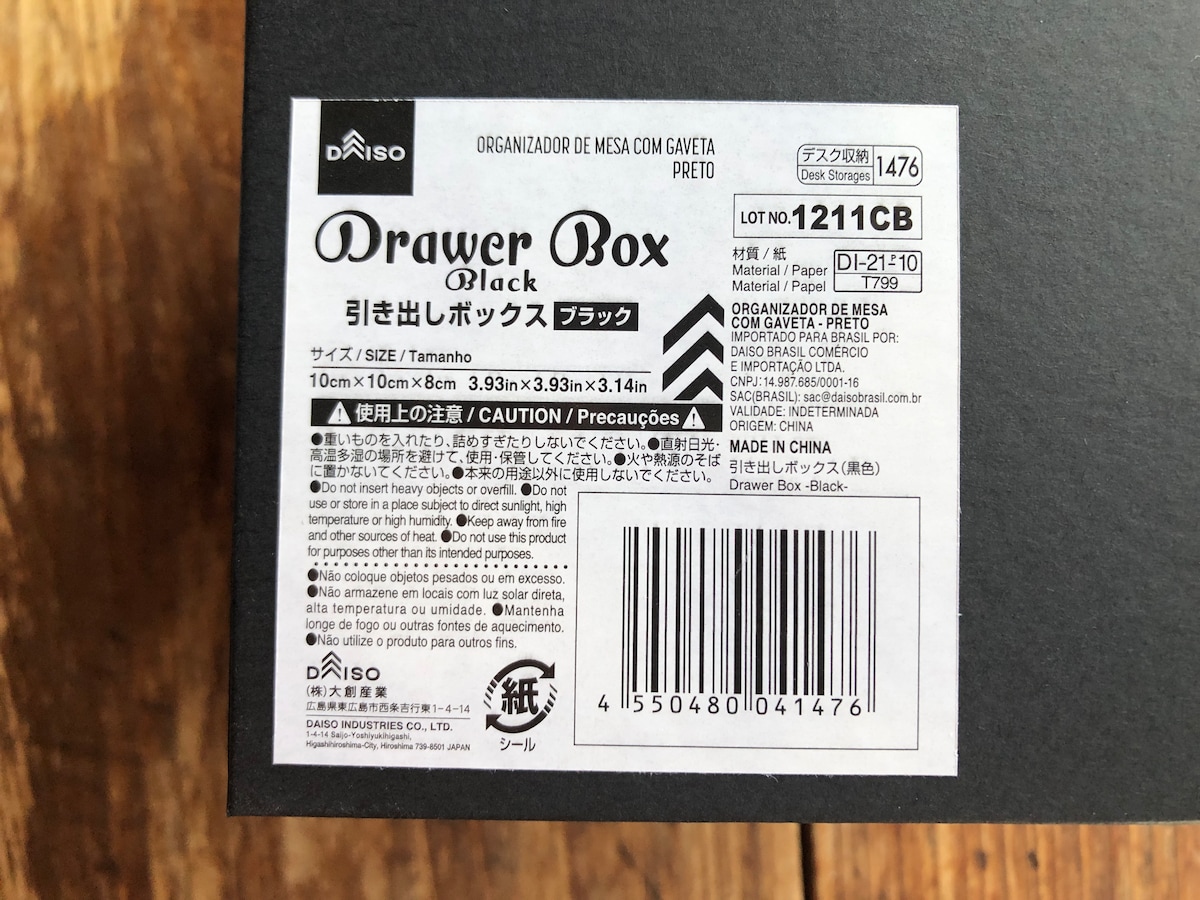 DAISO
ORGANIZADOR DE MESA COM GAVETA
PRETO
デスク収納
Desk Storages
1476
LOT NO.1211CB
Drawer Box
Black
引き出しボックス ブラック
材質 / 紙
Material / Paper
Material / Papel
DI-21-P-10
T799
サイズ / SIZE / Tamanho
10cm×10cm×8cm 3.93in×3.93in×3.14in
ORGANIZADOR DE MESA
COM GAVETA - PRETO
IMPORTADO PARA BRASIL POR:
DAISO BRASIL COMÉRCIO
E IMPORTAÇÃO LTDA.
CNPJ:14.987.685/0001-16
SAC(BRASIL): sac@daisobrasil.com.br
VALIDADE: INDETERMINADA
ORIGEM: CHINA
MADE IN CHINA
引き出しボックス(黒色)
Drawer Box -Black-
使用上の注意 / CAUTION / Precauções
●重いものを入れたり、詰めすぎたりしないでください。●直射日光・
高温多湿の場所を避けて、使用・保管してください。●火や熱源のそば
に置かないでください。●本来の用途以外に使用しないでください。
●Do not insert heavy objects or overfill. ●Do not
use or store in a place subject to direct sunlight, high
temperature or high humidity. ●Keep away from fire
and other sources of heat. ●Do not use this product
for purposes other than its intended purposes.
●Não coloque objetos pesados ou em excesso.
●Não armazene em locais com luz solar direta,
alta temperatura ou umidade. ●Mantenha
longe de fogo ou outras fontes de aquecimento.
●Não utilize o produto para outros fins.
DAISO
(株)大創産業
広島県東広島市西条吉行東1-4-14
DAISO INDUSTRIES CO., LTD.
1-4-14 Saijo-Yoshiyukihigashi,
Higashihiroshima-City, Hiroshima 739-8501 JAPAN
紙
シール
4 550480 041476